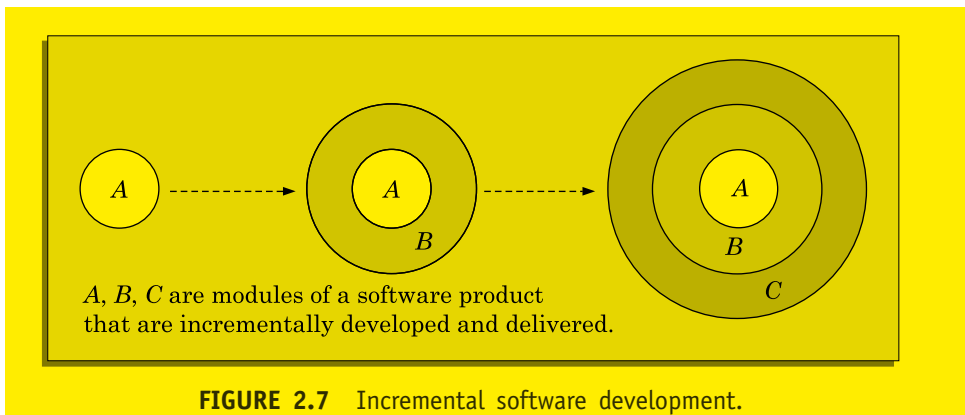 A
A
B
A
B
C
A, B, C are modules of a software product
that are incrementally developed and delivered.
FIGURE 2.7 Incremental software development.